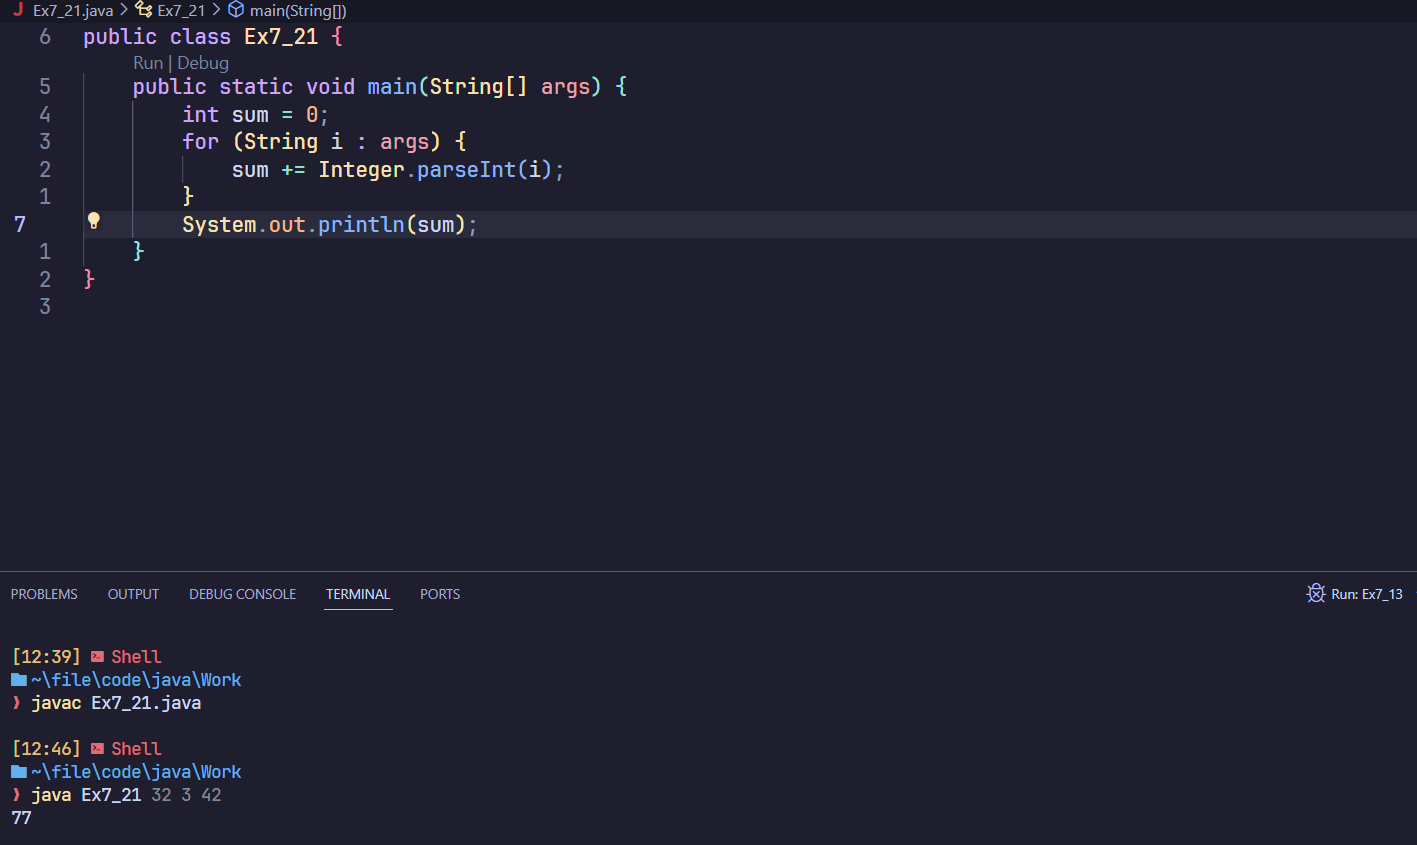 Ex7_21.java > Ex7_21 > main(String[])
6 public class Ex7_21 {
Run | Debug
5 public static void main(String[] args) {
4 int sum = 0;
3 for (String i : args) {
2 sum += Integer.parseInt(i);
1 }
7 System.out.println(sum);
1 }
2 }
3
PROBLEMS OUTPUT DEBUG CONSOLE TERMINAL PORTS Run: Ex7_13
[12:39] Shell
~\file\code\java\Work
❯ javac Ex7_21.java
[12:46] Shell
~\file\code\java\Work
❯ java Ex7_21 32 3 42
77